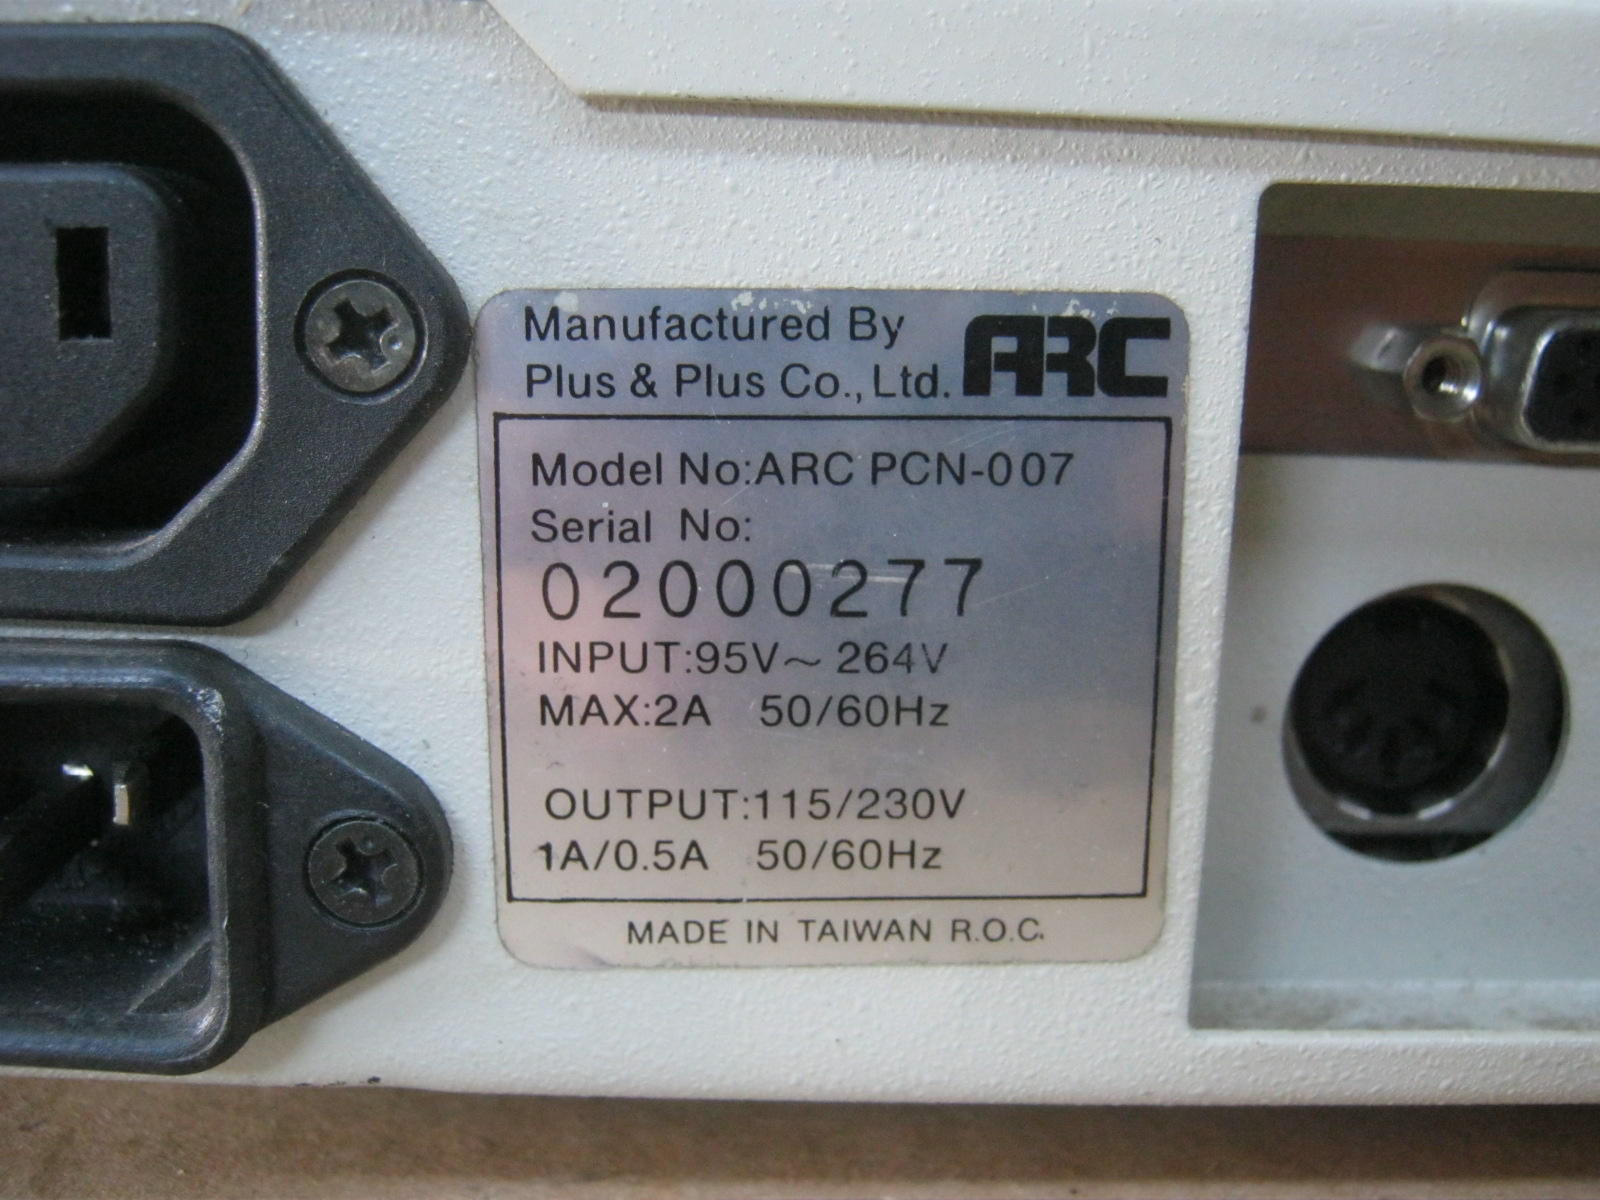 Manufactured By
Plus & Plus Co., Ltd. ARC
Model No:ARC PCN-007
Serial No:
02000277
INPUT:95V~ 264V
MAX:2A 50/60Hz
OUTPUT:115/230V
1A/0.5A 50/60Hz
MADE IN TAIWAN R.O.C.